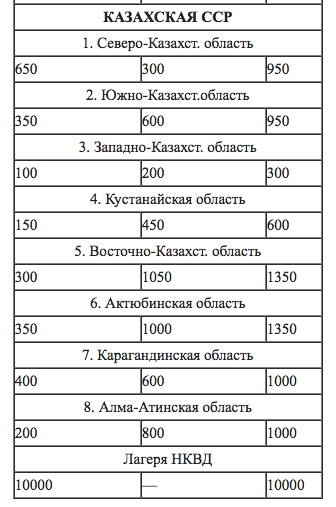 КАЗАХСКАЯ ССР
1. Северо-Казахст. область
650 300 950
2. Южно-Казахст.область
350 600 950
3. Западно-Казахст. область
100 200 300
4. Кустанайская область
150 450 600
5. Восточно-Казахст. область
300 1050 1350
6. Актюбинская область
350 1000 1350
7. Карагандинская область
400 600 1000
8. Алма-Атинская область
200 800 1000
Лагеря НКВД
10000 — 10000